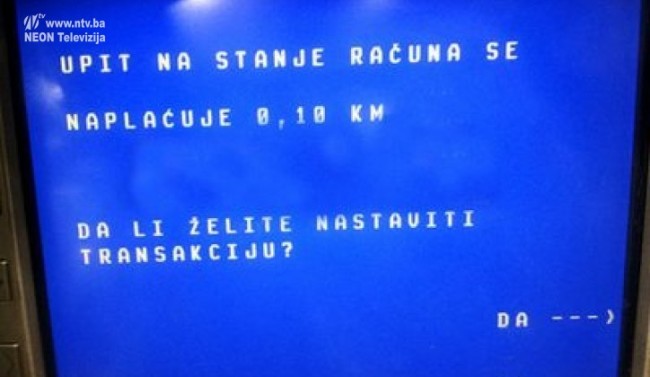 www.ntv.ba
NEON Televizija
UPIT NA STANJE RAČUNA SE
NAPLAĆUJE 0,10 KM
DA LI ŽELITE NASTAVITI
TRANSAKCIJU?
DA --->